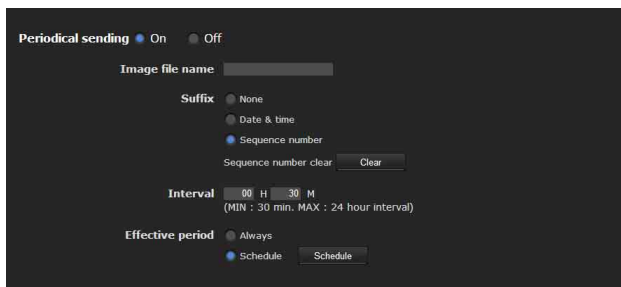 Periodical sending On Off
Image file name
Suffix None
Date & time
Sequence number
Sequence number clear Clear
Interval 00 H 30 M
(MIN : 30 min. MAX : 24 hour interval)
Effective period Always
Schedule Schedule